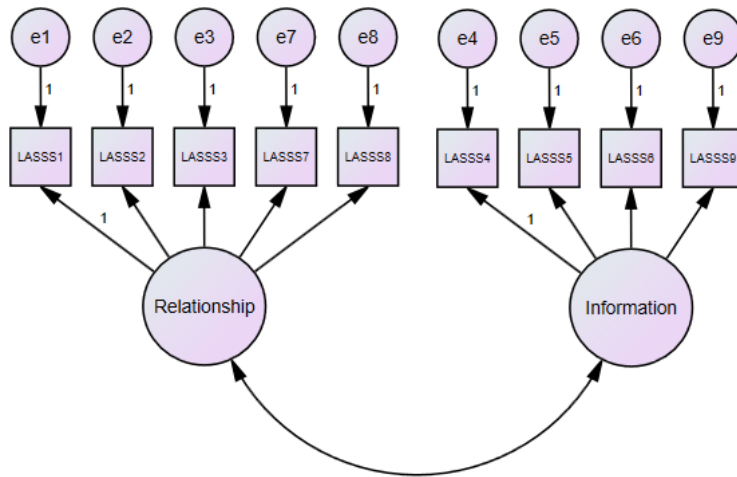 e1 e2 e3 e7 e8 e4 e5 e6 e9
1 1 1 1 1 1 1 1 1
LASSS1 LASSS2 LASSS3 LASSS7 LASSS8 LASSS4 LASSS5 LASSS6 LASSS9
1 1
Relationship Information